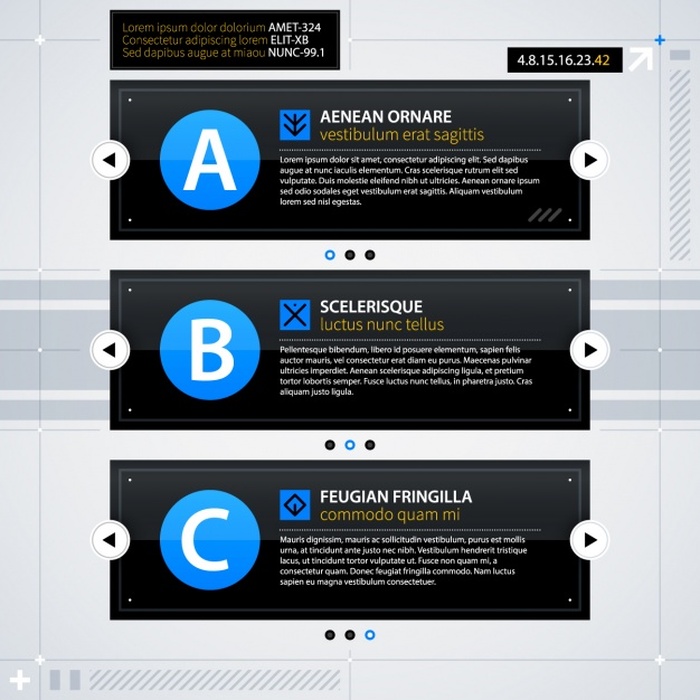 Lorem ipsum dolor dolorium AMET-324
Consectetur adipiscing lorem ELIT-XB
Sed dapibus augue at miaou NUNC-99.1
4.8.15.16.23.42
A
AENEAN ORNARE
vestibulum erat sagittis
Lorem ipsum dolor sit amet, consectetur adipiscing elit. Sed dapibus
augue at nunc iaculis elementum. Cras scelerisque rutrum elit sed
vulputate. Duis molestie eleifend nibh ut ultricies. Aenean ornare ipsum
sed odio sodales eget vestibulum erat sagittis. Aliquam vestibulum
lorem sed nisl egestas.
B
SCELERISQUE
luctus nunc tellus
Pellentesque bibendum, libero id posuere elementum, sapien felis
auctor mauris, vel consectetur erat diam eu purus. Maecenas pulvinar
ultricies imperdiet. Aenean scelerisque adipiscing ligula, et tempor
tortor lobortis semper. Fusce luctus nunc tellus, in pharetra justo. Cras
aliquam justo ligula.
C
FEUGIAN FRINGILLA
commodo quam mi
Mauris dignissim, mauris ac sollicitudin vestibulum, purus est mollis
urna, at tincidunt ante justo nec nibh. Vestibulum hendrerit tristique
lacus, ut tincidunt tortor vulputate ut. Fusce non quam mi, a
consectetur quam. Donec feugiat fringilla commodo. Nam luctus
sapien eu magna vestibulum consectetuer.